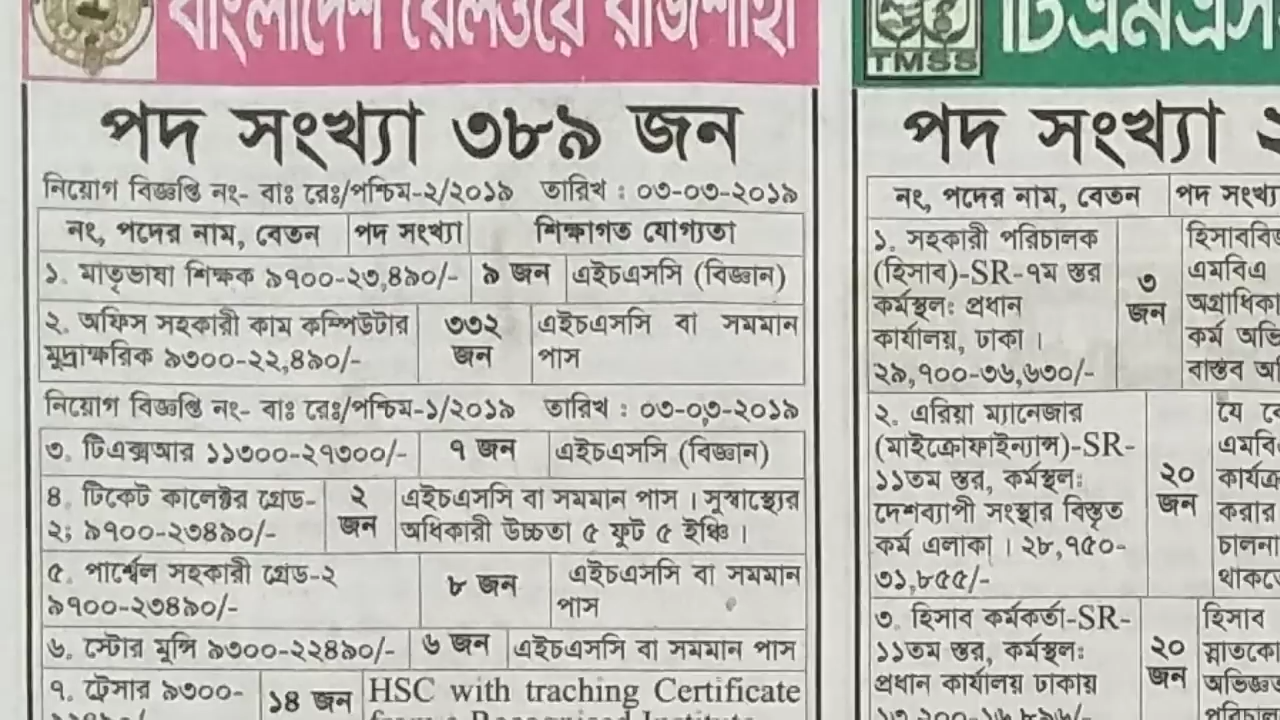 বাংলাদেশ রেলওয়ে রাজশাহী
পদ সংখ্যা ৩৮৯ জন
নিয়োগ বিজ্ঞপ্তি নং- বাঃ রেঃ/পশ্চিম-২/২০১৯ তারিখ : ০৩-০৩-২০১৯
নং, পদের নাম, বেতন পদ সংখ্যা শিক্ষাগত যোগ্যতা
১. মাতৃভাষা শিক্ষক ৯৭০০-২৩,৪৯০/- ৯ জন এইচএসসি (বিজ্ঞান)
২. অফিস সহকারী কাম কম্পিউটার ৩৩২ এইচএসসি বা সমমান
মুদ্রাক্ষরিক ৯৩০০-২২,৪৯০/- জন পাস
নিয়োগ বিজ্ঞপ্তি নং- বাঃ রেঃ/পশ্চিম-১/২০১৯ তারিখ : ০৩-০৩-২০১৯
৩. টিএক্সআর ১১৩০০-২৭৩০০/- ৭ জন এইচএসসি (বিজ্ঞান)
৪. টিকেট কালেক্টর গ্রেড- ২ এইচএসসি বা সমমান পাস। সুস্বাস্থ্যের
২; ৯৭০০-২৩৪৯০/- জন অধিকারী উচ্চতা ৫ ফুট ৫ ইঞ্চি।
৫. পার্শ্বেল সহকারী গ্রেড-২ ৮ জন এইচএসসি বা সমমান
৯৭০০-২৩৪৯০/- পাস
৬. স্টোর মুন্সি ৯৩০০-২২৪৯০/- ৬ জন এইচএসসি বা সমমান পাস
৭. ট্রেসার ৯৩০০- ১৪ জন HSC with traching Certificate
from a Recognised Institute
TMSS টিএমএস
পদ সংখ্যা
নং, পদের নাম, বেতন পদ সংখ্যা
১. সহকারী পরিচালক হিসাববি
(হিসাব)-SR-৭ম স্তর ৩ এমবিএ
কর্মস্থলঃ প্রধান জন অগ্রাধিকা
কার্যালয়, ঢাকা। কর্ম অভি
২৯,৭০০-৩৬,৬৩০/- বাস্তব অ
২. এরিয়া ম্যানেজার যে
(মাইক্রোফাইন্যান্স)-SR- এমবি
১১তম স্তর, কর্মস্থলঃ ২০ কার্যক্র
দেশব্যাপী সংস্থার বিস্তৃত জন করার
কর্ম এলাকা। ২৮,৭৫০- চালনা
৩১,৮৫৫/- থাকতে
৩. হিসাব কর্মকর্তা-SR- হিসাব
১১তম স্তর, কর্মস্থলঃ ২০ স্নাতকো
প্রধান কার্যালয় ঢাকায় জন অভিজ্ঞ